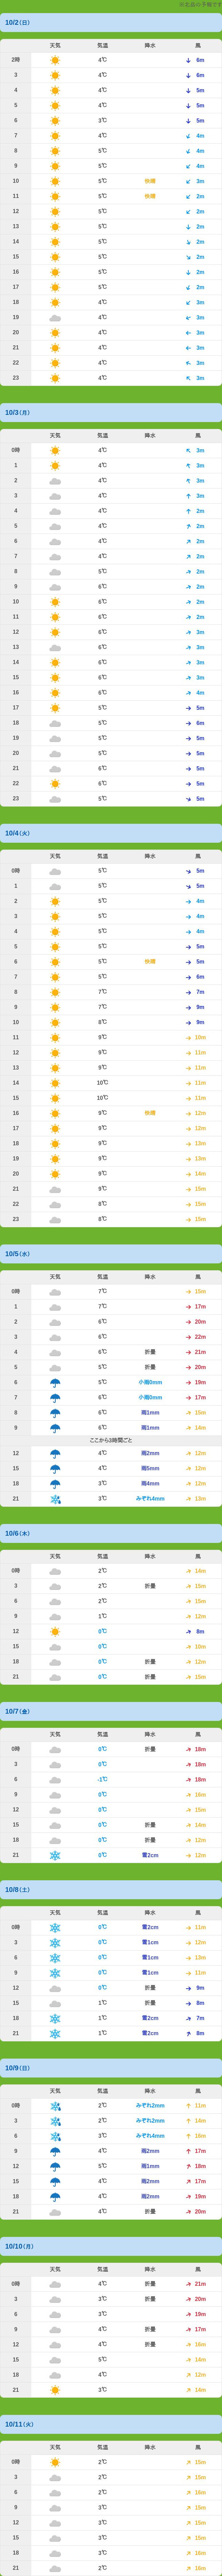 ※気温の予報です
10/2(日)
天気 気温 降水 風
2時 4℃ 6m
3 4℃ 6m
4 4℃ 5m
5 4℃ 5m
6 3℃ 5m
7 4℃ 4m
8 5℃ 4m
9 5℃ 4m
10 5℃ 快晴 3m
11 5℃ 快晴 2m
12 5℃ 2m
13 5℃ 2m
14 5℃ 2m
15 5℃ 2m
16 5℃ 2m
17 5℃ 2m
18 4℃ 3m
19 4℃ 3m
20 4℃ 3m
21 4℃ 3m
22 4℃ 3m
23 4℃ 3m
10/3(月)
天気 気温 降水 風
0時 4℃ 3m
1 4℃ 3m
2 4℃ 3m
3 4℃ 3m
4 4℃ 2m
5 4℃ 2m
6 4℃ 2m
7 4℃ 2m
8 5℃ 2m
9 6℃ 2m
10 6℃ 2m
11 6℃ 2m
12 6℃ 3m
13 6℃ 3m
14 6℃ 3m
15 6℃ 3m
16 6℃ 4m
17 5℃ 5m
18 5℃ 6m
19 5℃ 5m
20 5℃ 5m
21 6℃ 5m
22 5℃ 5m
23 5℃ 5m
10/4(火)
天気 気温 降水 風
0時 5℃ 5m
1 5℃ 5m
2 5℃ 4m
3 5℃ 4m
4 5℃ 4m
5 5℃ 5m
6 5℃ 快晴 5m
7 5℃ 6m
8 7℃ 7m
9 7℃ 9m
10 8℃ 9m
11 9℃ 10m
12 9℃ 11m
13 9℃ 11m
14 10℃ 11m
15 10℃ 11m
16 9℃ 快晴 12m
17 9℃ 12m
18 9℃ 13m
19 9℃ 13m
20 9℃ 14m
21 9℃ 15m
22 8℃ 15m
23 8℃ 15m
10/5(水)
天気 気温 降水 風
0時 7℃ 15m
1 7℃ 17m
2 6℃ 20m
3 6℃ 22m
4 6℃ 折曇 21m
5 6℃ 折曇 20m
6 5℃ 小雨0mm 19m
7 6℃ 小雨0mm 17m
8 6℃ 雨1mm 15m
9 6℃ 雨1mm 14m
ここから3時間ごと
12 4℃ 雨2mm 12m
15 4℃ 雨5mm 12m
18 3℃ 雨4mm 12m
21 3℃ みぞれ4mm 13m
10/6(木)
天気 気温 降水 風
0時 2℃ 14m
3 2℃ 折曇 15m
6 2℃ 15m
9 1℃ 12m
12 0℃ 8m
15 0℃ 10m
18 0℃ 折曇 12m
21 0℃ 折曇 15m
10/7(金)
天気 気温 降水 風
0時 0℃ 折曇 18m
3 0℃ 18m
6 -1℃ 18m
9 0℃ 16m
12 0℃ 15m
15 0℃ 折曇 14m
18 0℃ 折曇 12m
21 0℃ 雪2cm 12m
10/8(土)
天気 気温 降水 風
0時 0℃ 雪2cm 11m
3 0℃ 雪1cm 12m
6 0℃ 雪1cm 13m
9 0℃ 雪1cm 11m
12 0℃ 折曇 9m
15 1℃ 折曇 8m
18 1℃ 雪2cm 7m
21 1℃ 雪2cm 8m
10/9(日)
天気 気温 降水 風
0時 2℃ みぞれ2mm 11m
3 2℃ みぞれ2mm 14m
6 3℃ みぞれ4mm 16m
9 4℃ 雨2mm 17m
12 5℃ 雨1mm 18m
15 4℃ 雨2mm 17m
18 4℃ 雨2mm 19m
21 4℃ 折曇 20m
10/10(月)
天気 気温 降水 風
0時 4℃ 折曇 21m
3 3℃ 折曇 20m
6 3℃ 19m
9 4℃ 折曇 17m
12 4℃ 折曇 16m
15 5℃ 14m
18 4℃ 12m
21 3℃ 14m
10/11(火)
天気 気温 降水 風
0時 2℃ 15m
3 2℃ 15m
6 2℃ 15m
9 3℃ 15m
12 3℃ 15m
15 3℃ 15m
18 3℃ 16m
21 2℃ 16m